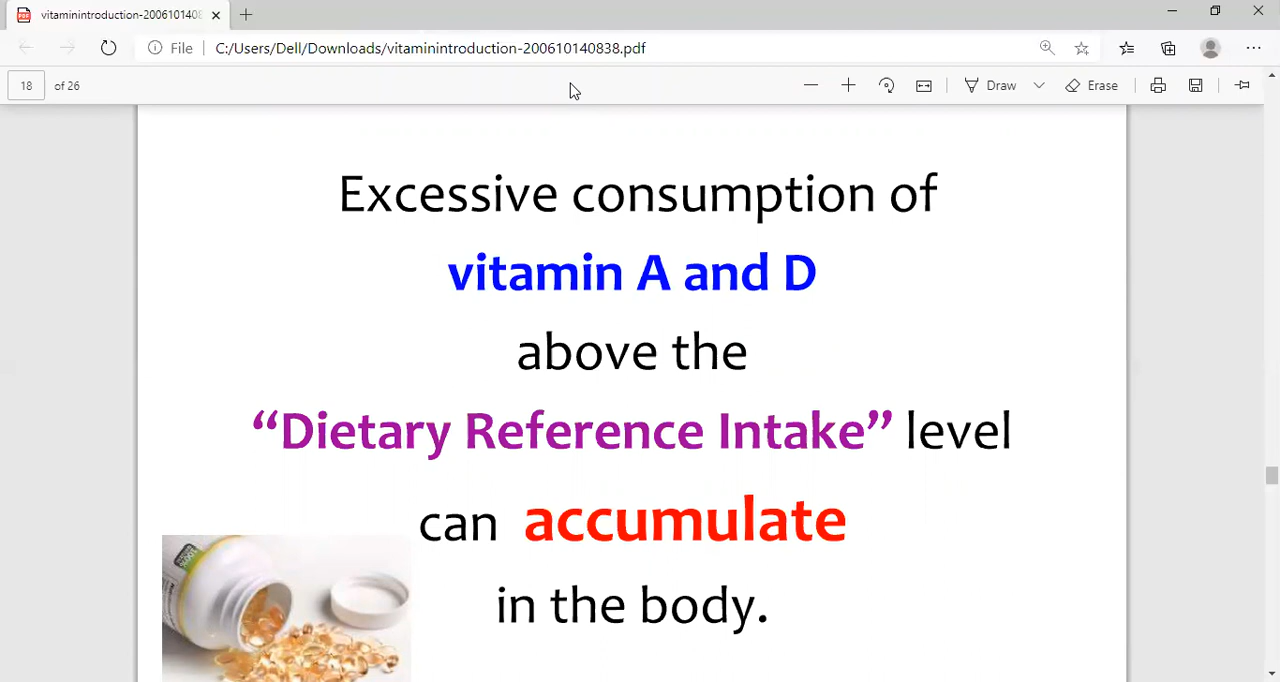 vitaminintroduction-200610140838
File
C:/Users/Dell/Downloads/vitaminintroduction-200610140838.pdf
18 of 26
Draw
Erase
Excessive consumption of
vitamin A and D
above the
“Dietary Reference Intake” level
can accumulate
in the body.